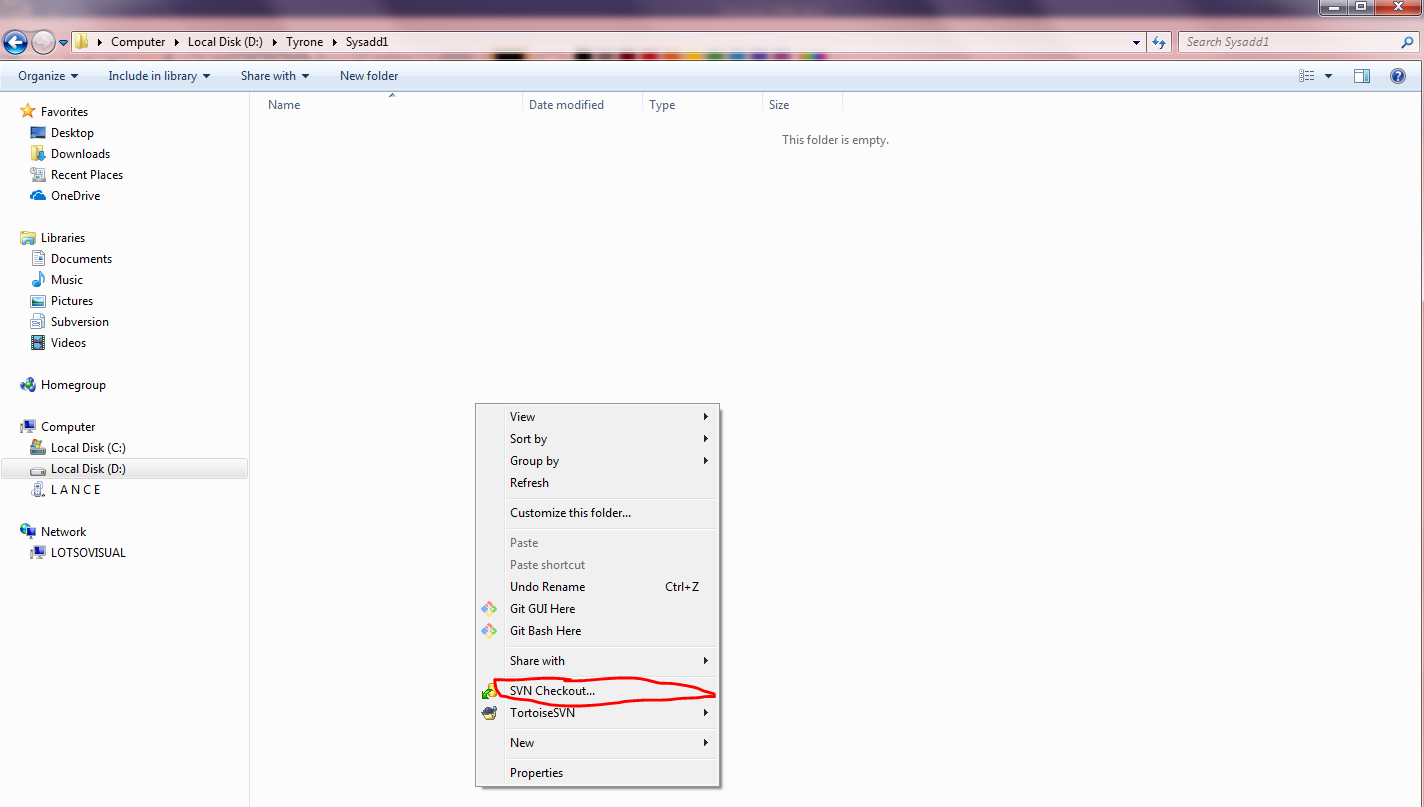 Computer Local Disk (D:) Tyrone Sysadd1 Search Sysadd1
Organize Include in library Share with New folder
Name Date modified Type Size
This folder is empty.
Favorites
Desktop
Downloads
Recent Places
OneDrive
Libraries
Documents
Music
Pictures
Subversion
Videos
Homegroup
Computer
Local Disk (C:)
Local Disk (D:)
L A N C E
Network
LOTSOVISUAL
View
Sort by
Group by
Refresh
Customize this folder...
Paste
Paste shortcut
Undo Rename Ctrl+Z
Git GUI Here
Git Bash Here
Share with
SVN Checkout...
TortoiseSVN
New
Properties